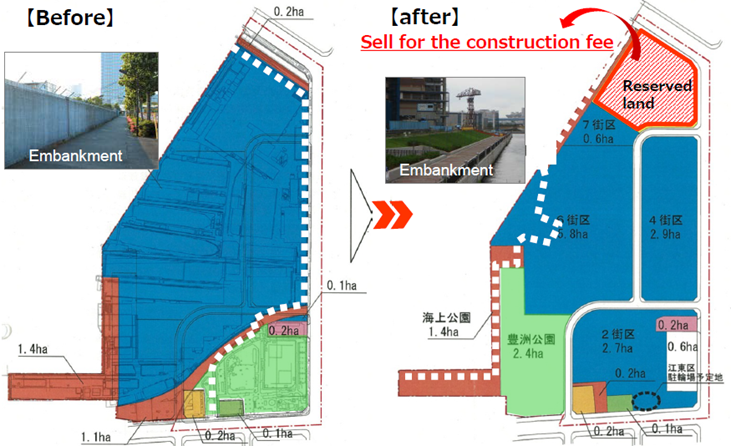 【Before】
0.2ha
Embankment
0.1ha
0.2ha
1.4ha
1.1ha
0.2ha
0.1ha
【after】
Sell for the construction fee
Reserved
land
Embankment
7街区
0.6ha
街区
.8ha
4街区
2.9ha
海上公園
1.4ha
豊洲公園
2.4ha
2街区
2.7ha
0.2ha
0.6ha
江東区
駐輪場予定地
0.2ha
0.2ha
0.1ha